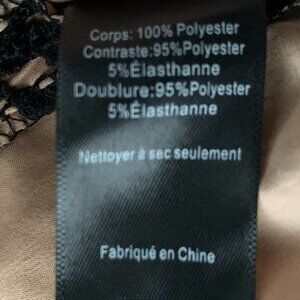 Corps: 100% Polyester
Contraste:95%Polyester
5%Élasthanne
Doublure:95%Polyester
5%Élasthanne
Nettoyer à sec seulement
Fabriqué en Chine